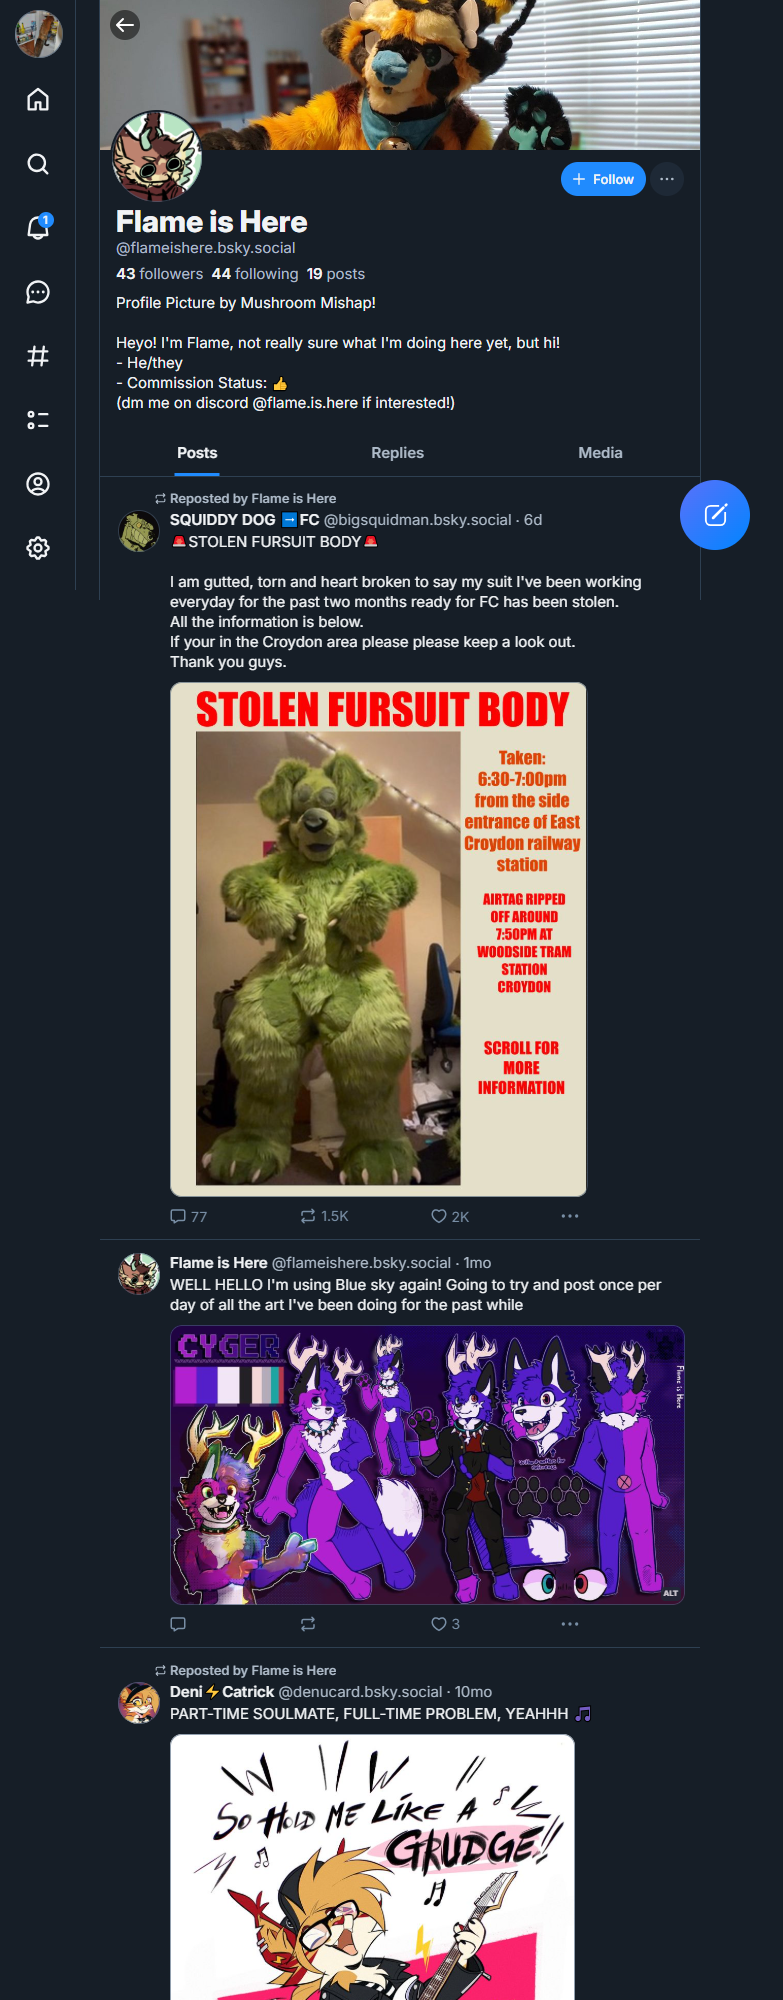 + Follow
Flame is Here
@flameishere.bsky.social
43 followers 44 following 19 posts
Profile Picture by Mushroom Mishap!
Heyo! I'm Flame, not really sure what I'm doing here yet, but hi!
- He/they
- Commission Status: 👍
(dm me on discord @flame.is.here if interested!)
Posts Replies Media
1
Reposted by Flame is Here
SQUIDDY DOG ➡️FC @bigsquidman.bsky.social · 6d
🚨STOLEN FURSUIT BODY🚨
I am gutted, torn and heart broken to say my suit I've been working
everyday for the past two months ready for FC has been stolen.
All the information is below.
If your in the Croydon area please please keep a look out.
Thank you guys.
STOLEN FURSUIT BODY
Taken:
6:30-7:00pm
from the side
entrance of East
Croydon railway
station
AIRTAG RIPPED
OFF AROUND
7:50PM AT
WOODSIDE TRAM
STATION
CROYDON
SCROLL FOR
MORE
INFORMATION
77 1.5K 2K
Flame is Here @flameishere.bsky.social · 1mo
WELL HELLO I'm using Blue sky again! Going to try and post once per
day of all the art I've been doing for the past while
CYGER
Flame is Here
ALT
3
Reposted by Flame is Here
Deni⚡Catrick @denucard.bsky.social · 10mo
PART-TIME SOULMATE, FULL-TIME PROBLEM, YEAHHH 🎵
SO HOLD ME LIKE A
GRUDGE!!